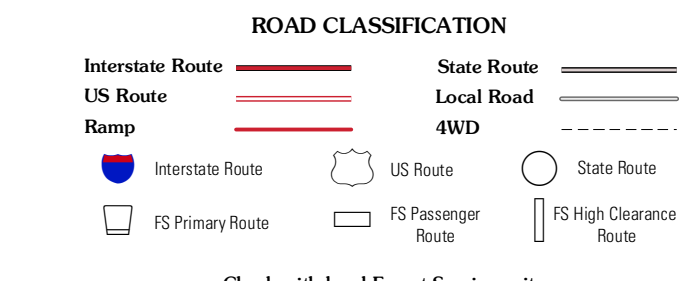 ROAD CLASSIFICATION
Interstate Route
State Route
US Route
Local Road
Ramp
4WD
Interstate Route
US Route
State Route
FS Primary Route
FS Passenger
Route
FS High Clearance
Route